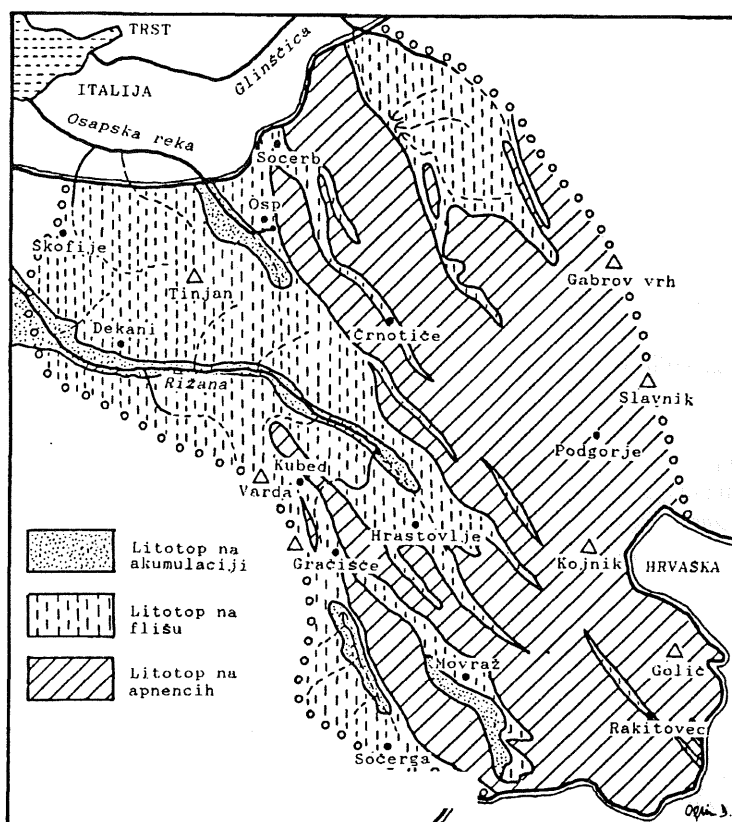 TRST
Glinščica
ITALIJA
Osapska reka
Socerb
Osp
Škofije
Gabrov vrh
Tinjan
Dekani
Črnotiče
Rižana
Slavnik
Podgorje
Kubed
Varda
Hrastovlje
Litotop na
akumulaciji
Gračišče
Kojnik
HRVAŠKA
Litotop na
flišu
Golič
Movraž
Litotop na
apnencih
Rakitovec
Sočerga
Ogrin D.